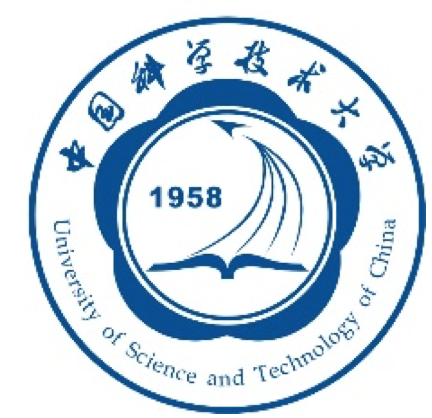 中国科学技术大学
1958
University of Science and Technology of China